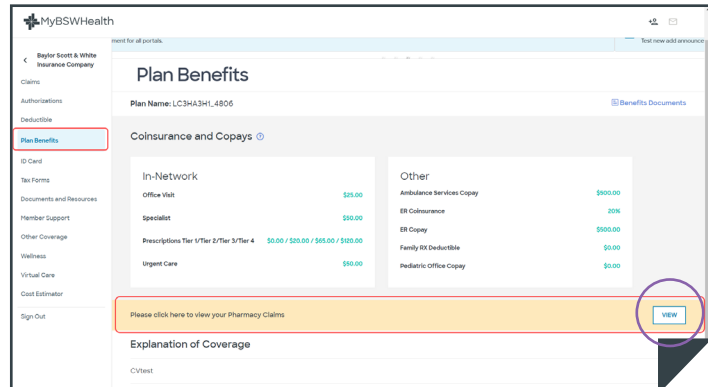 MyBSWHealth
ment for all portals.
Test new add announce
Baylor Scott & White
Insurance Company
Claims
Authorizations
Deductible
Plan Benefits
ID Card
Tax Forms
Documents and Resources
Member Support
Other Coverage
Wellness
Virtual Care
Cost Estimator
Sign Out
Plan Benefits
Plan Name: LC3HA3H1_4806
Benefits Documents
Coinsurance and Copays
In-Network
Office Visit $25.00
Specialist $50.00
Prescriptions Tier 1/Tier 2/Tier 3/Tier 4 $0.00 / $20.00 / $65.00 / $120.00
Urgent Care $50.00
Other
Ambulance Services Copay $900.00
ER Coinsurance 20%
ER Copay $500.00
Family RX Deductible $0.00
Pediatric Office Copay $0.00
Please click here to view your Pharmacy Claims
VIEW
Explanation of Coverage
CVtest